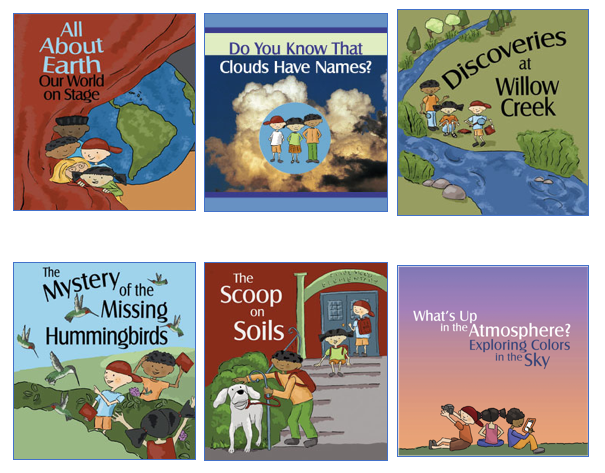 All
About
Earth
Our World
on Stage
Do You Know That
Clouds Have Names?
Discoveries
at
Willow
Creek
The
Mystery of the
Missing
Hummingbirds
The
Scoop
on
Soils
What's Up
in the Atmosphere?
Exploring Colors
in the Sky